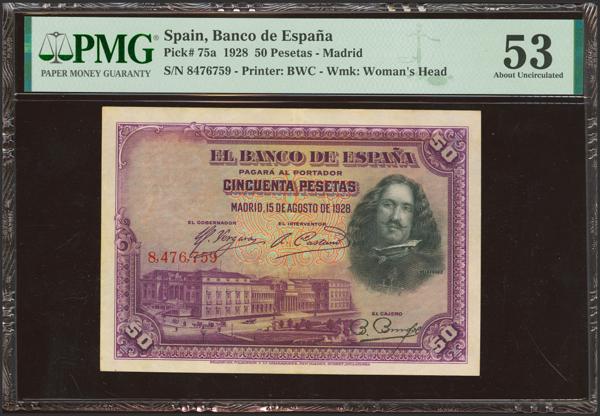 PMG
PAPER MONEY GUARANTY
Spain, Banco de España
Pick# 75a 1928 50 Pesetas - Madrid
S/N 8476759 - Printer: BWC - Wmk: Woman's Head
53
About Uncirculated
50
50
EL BANCO DE ESPAÑA
PAGARÁ AL PORTADOR
CINCUENTA PESETAS
MADRID, 15 DE AGOSTO DE 1928
EL GOBERNADOR
EL INTERVENTOR
8,476,759
EL CAJERO
50
50